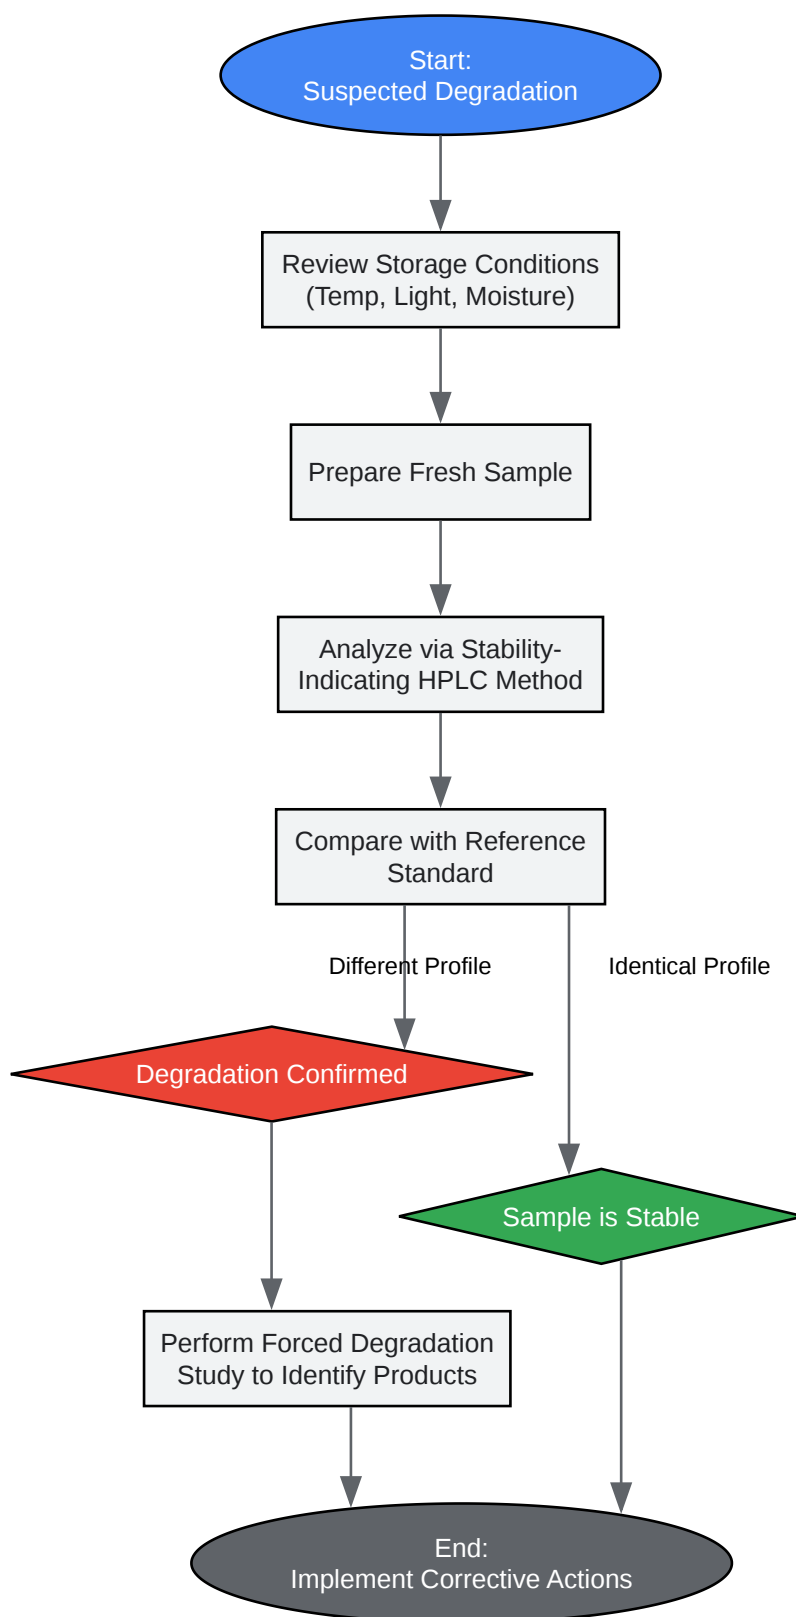 Start:
Suspected Degradation
Review Storage Conditions
(Temp, Light, Moisture)
Prepare Fresh Sample
Analyze via Stability-
Indicating HPLC Method
Compare with Reference
Standard
Different Profile
Identical Profile
Degradation Confirmed
Sample is Stable
Perform Forced Degradation
Study to Identify Products
End:
Implement Corrective Actions